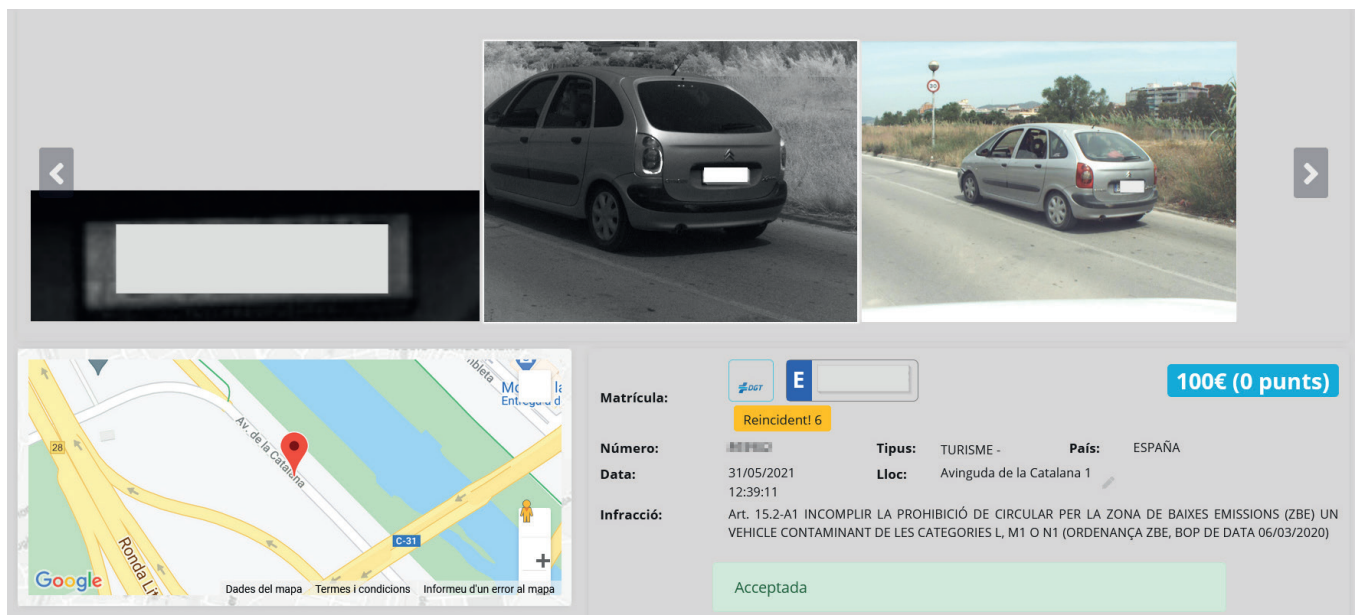 30
Av. de la Catalana
28
C-31
Google
Dades del mapa Termes i condicions Informeu d'un error al mapa
Matrícula:
DGT
E
100€ (0 punts)
Reincident! 6
Número:
Tipus: TURISME -
País: ESPAÑA
Data: 31/05/2021
12:39:11
Lloc: Avinguda de la Catalana 1
Infracció: Art. 15.2-A1 INCOMPLIR LA PROHIBICIÓ DE CIRCULAR PER LA ZONA DE BAIXES EMISSIONS (ZBE) UN
VEHICLE CONTAMINANT DE LES CATEGORIES L, M1 O N1 (ORDENANÇA ZBE, BOP DE DATA 06/03/2020)
Acceptada